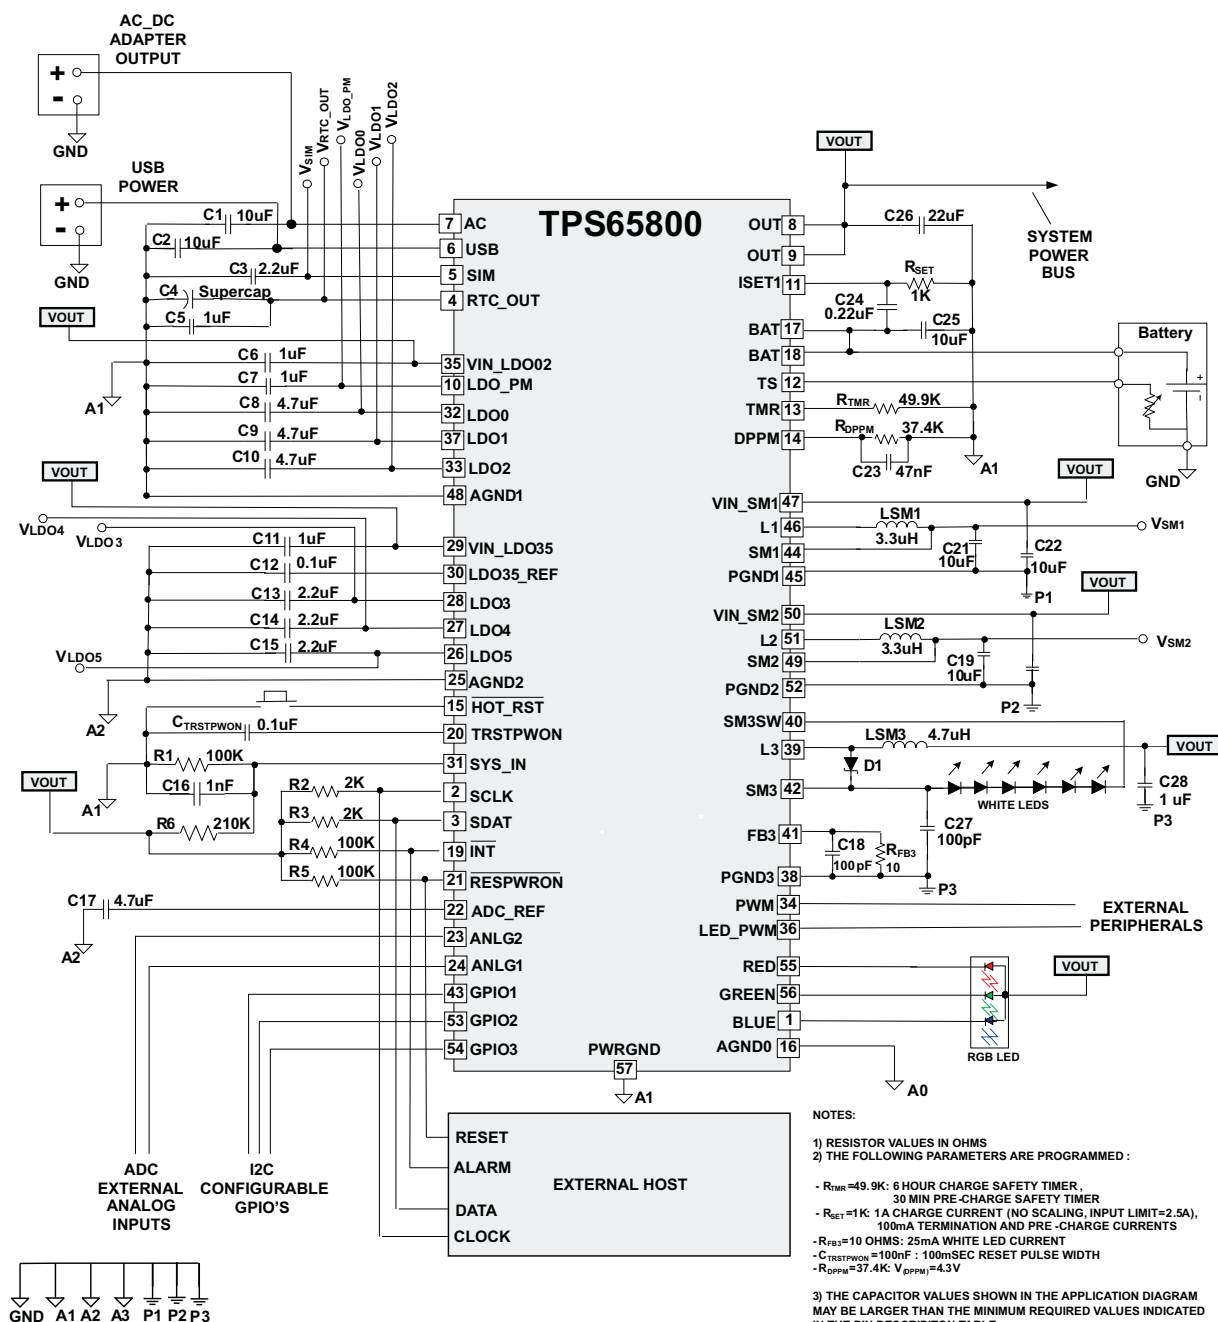 AC_DC
ADAPTER
OUTPUT
+
-
GND
USB
POWER
+
-
GND
VSIM
VRTC_OUT
VLDO_PM
VLDO0
VLDO1
VLDO2
TPS65800
C1 10uF 7 AC
C2 10uF 6 USB
C3 2.2uF 5 SIM
C4 Supercap 4 RTC_OUT
C5 1uF
VOUT
C6 1uF 35 VIN_LDO02
C7 1uF 10 LDO_PM
A1
C8 4.7uF 32 LDO0
C9 4.7uF 37 LDO1
C10 4.7uF 33 LDO2
VOUT
48 AGND1
VLDO4
VLDO3
C11 1uF 29 VIN_LDO35
C12 0.1uF 30 LDO35_REF
C13 2.2uF 28 LDO3
C14 2.2uF 27 LDO4
C15 2.2uF 26 LDO5
VLDO5
25 AGND2
A2
15 HOT_RST
CTRSTPWON 0.1uF 20 TRSTPWON
R1 100K 31 SYS_IN
C16 1nF
A1
VOUT
R6 210K
R2 2K 2 SCLK
R3 2K 3 SDAT
R4 100K 19 INT
R5 100K 21 RESPWRON
C17 4.7uF 22 ADC_REF
A2
23 ANLG2
24 ANLG1
43 GPIO1
53 GPIO2
54 GPIO3
PWRGND
57
A1
VOUT
OUT 8 C26 22uF
OUT 9
SYSTEM
POWER
BUS
ISET1 11 RSET
1K
C24
0.22uF
BAT 17 C25
10uF
BAT 18
Battery
+
-
TS 12
TMR 13 RTMR 49.9K
DPPM 14 RDPPM 37.4K
C23 47nF
A1
GND
VOUT
VIN_SM1 47
L1 46 LSM1
3.3uH
VSM1
SM1 44
C21
10uF
C22
10uF
PGND1 45
P1
VOUT
VIN_SM2 50
L2 51 LSM2
3.3uH
VSM2
SM2 49
C19
10uF
PGND2 52
P2
SM3SW 40
L3 39 LSM3 4.7uH
VOUT
D1
SM3 42
WHITE LEDS
C28
1 uF
P3
C27
100pF
FB3 41
C18
100pF
RFB3
10
PGND3 38
P3
PWM 34
LED_PWM 36
EXTERNAL
PERIPHERALS
RED 55
GREEN 56
BLUE 1
VOUT
RGB LED
AGND0 16
A0
ADC
EXTERNAL
ANALOG
INPUTS
I2C
CONFIGURABLE
GPIO'S
RESET
ALARM
DATA
CLOCK
EXTERNAL HOST
NOTES:
1) RESISTOR VALUES IN OHMS
2) THE FOLLOWING PARAMETERS ARE PROGRAMMED :
- RTMR=49.9K: 6 HOUR CHARGE SAFETY TIMER ,
30 MIN PRE-CHARGE SAFETY TIMER
- RSET=1K: 1A CHARGE CURRENT (NO SCALING, INPUT LIMIT=2.5A),
100mA TERMINATION AND PRE -CHARGE CURRENTS
- RFB3=10 OHMS: 25mA WHITE LED CURRENT
- CTRSTPWON=100nF : 100mSEC RESET PULSE WIDTH
- RDPPM=37.4K: V(DPPM)=4.3V
3) THE CAPACITOR VALUES SHOWN IN THE APPLICATION DIAGRAM
MAY BE LARGER THAN THE MINIMUM REQUIRED VALUES INDICATED
GND A1 A2 A3 P1 P2 P3